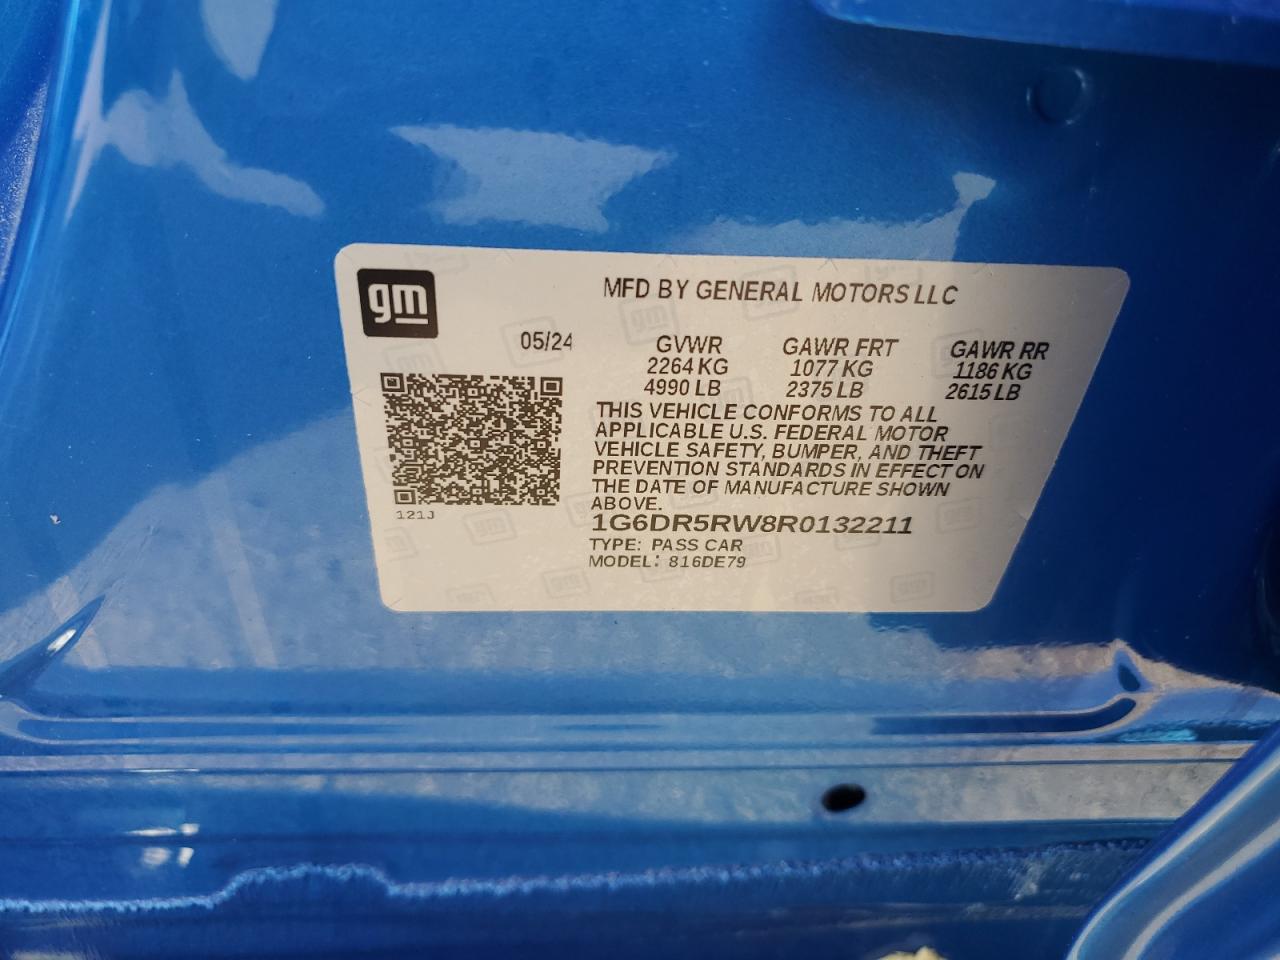 gm
MFD BY GENERAL MOTORS LLC
05/24
GVWR GAWR FRT GAWR RR
2264 KG 1077 KG 1186 KG
4990 LB 2375 LB 2615 LB
THIS VEHICLE CONFORMS TO ALL
APPLICABLE U.S. FEDERAL MOTOR
VEHICLE SAFETY, BUMPER, AND THEFT
PREVENTION STANDARDS IN EFFECT ON
THE DATE OF MANUFACTURE SHOWN
ABOVE.
121J
1G6DR5RW8R0132211
TYPE: PASS CAR
MODEL: 816DE79